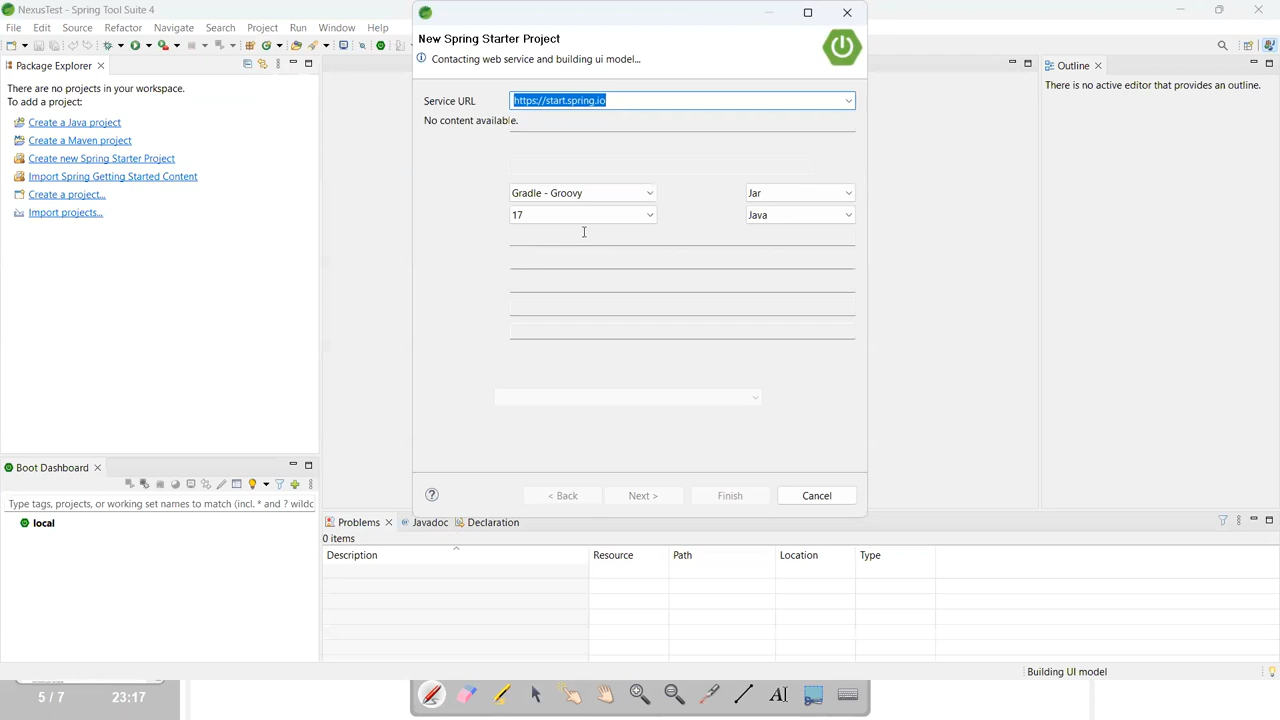 NexusTest - Spring Tool Suite 4
File Edit Source Refactor Navigate Search Project Run Window Help
Package Explorer
There are no projects in your workspace.
To add a project:
Create a Java project
Create a Maven project
Create new Spring Starter Project
Import Spring Getting Started Content
Create a project...
Import projects...
Boot Dashboard
Type tags, projects, or working set names to match (incl. * and ? wildc
local
New Spring Starter Project
Contacting web service and building ui model...
Service URL https://start.spring.io
No content available.
Gradle - Groovy Jar
17 Java
< Back Next > Finish Cancel
Outline
There is no active editor that provides an outline.
Problems Javadoc Declaration
0 items
Description Resource Path Location Type
Building UI model
5 / 7 23:17
AI